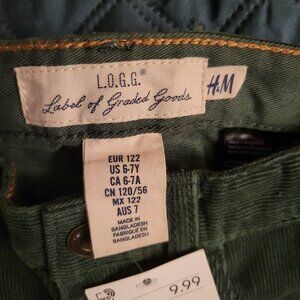 L.O.G.G.®
Label of Graded Goods
H&M
EUR 122
US 6-7Y
CA 6-7A
CN 120/56
MX 122
AUS 7
MADE IN
BANGLADESH
FABRIQUÉ EN
BANGLADESH
9.99